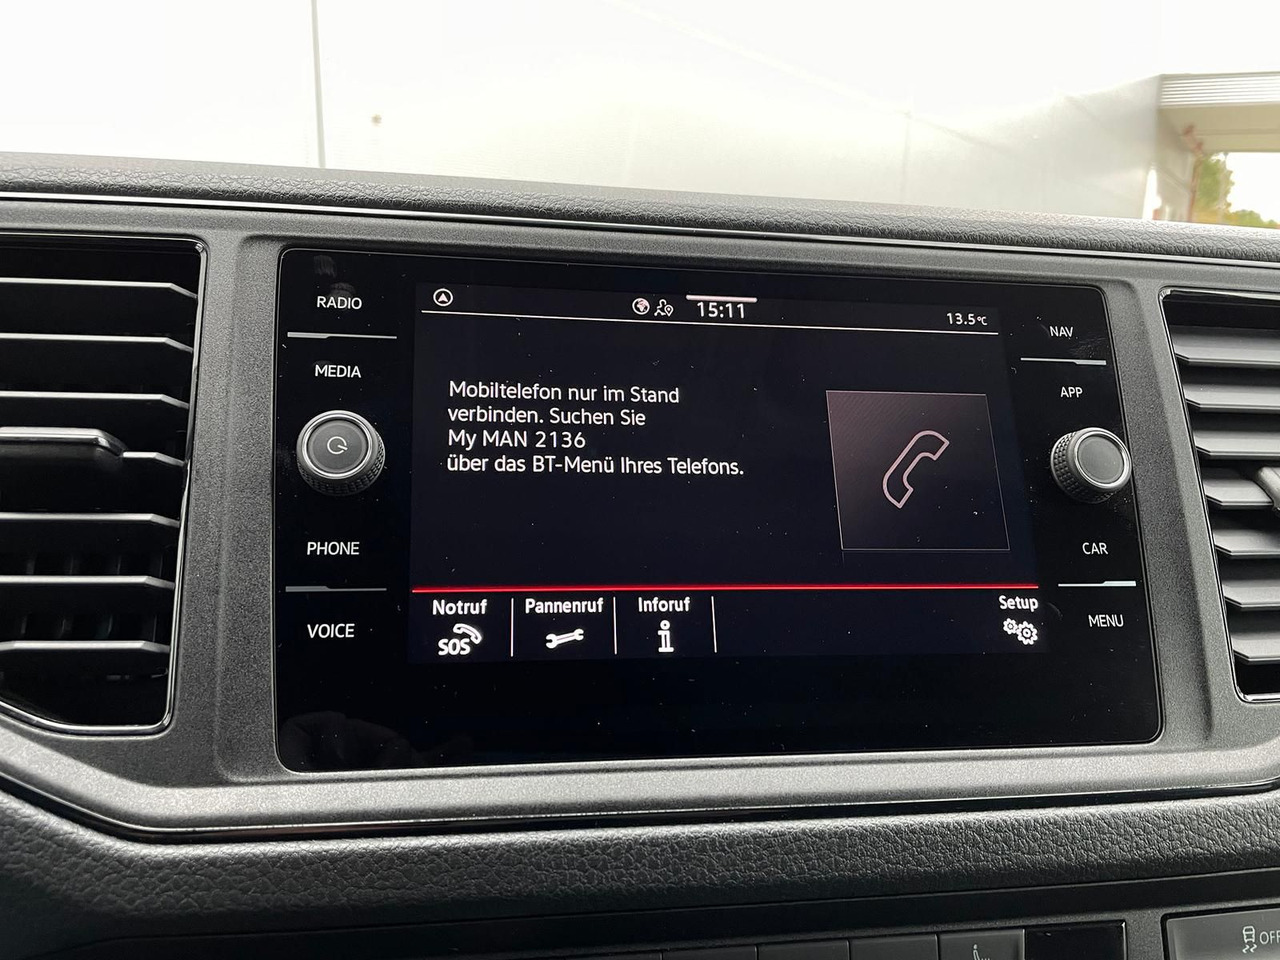 RADIO
MEDIA
PHONE
VOICE
15:11
13.5°C
Mobiltelefon nur im Stand
verbinden. Suchen Sie
My MAN 2136
über das BT-Menü Ihres Telefons.
Notruf
SOS
Pannenruf
Inforuf
i
Setup
NAV
APP
CAR
MENU
OFF